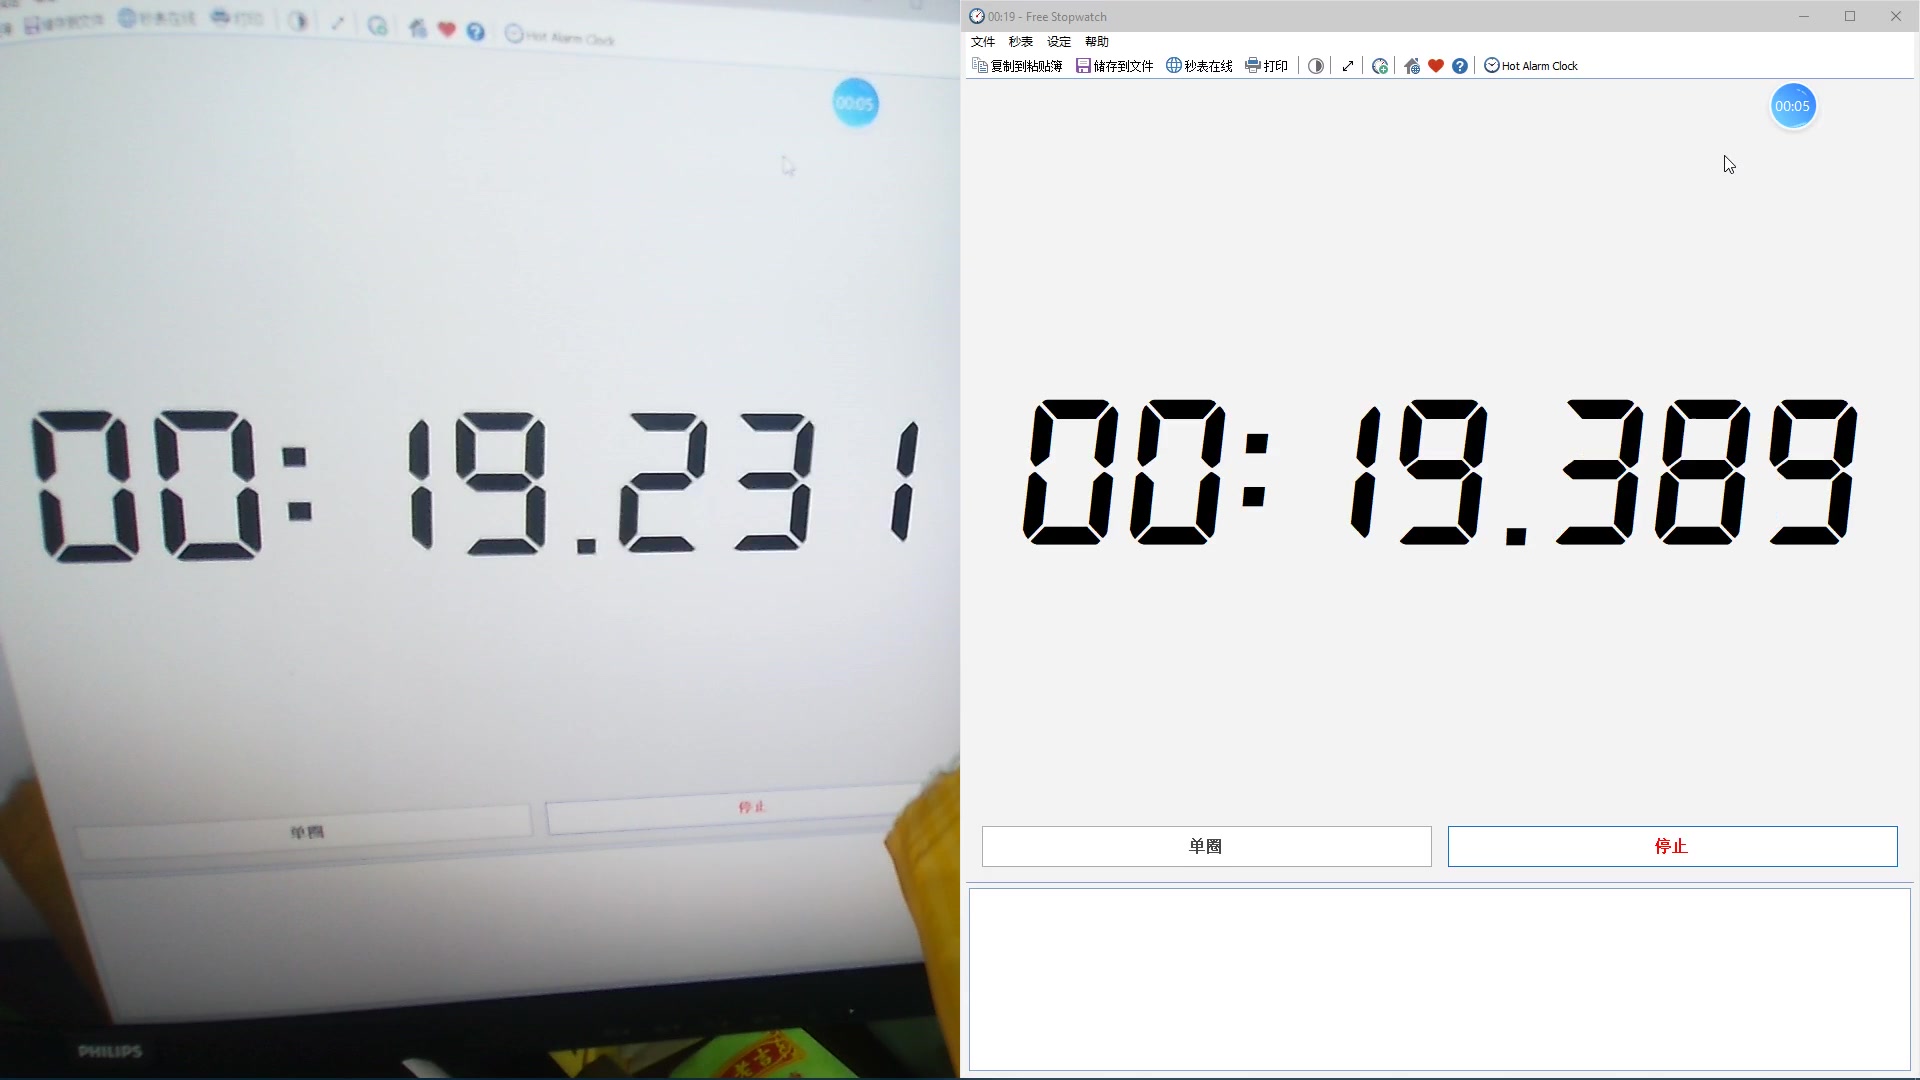 储存到文件 秒表在线 打印 Hot Alarm Clock
00:05
00:19.231
单圈 停止
PHILIPS
00:19 - Free Stopwatch
文件 秒表 设定 帮助
复制到粘贴簿 储存到文件 秒表在线 打印 Hot Alarm Clock
00:05
00:19.389
单圈 停止